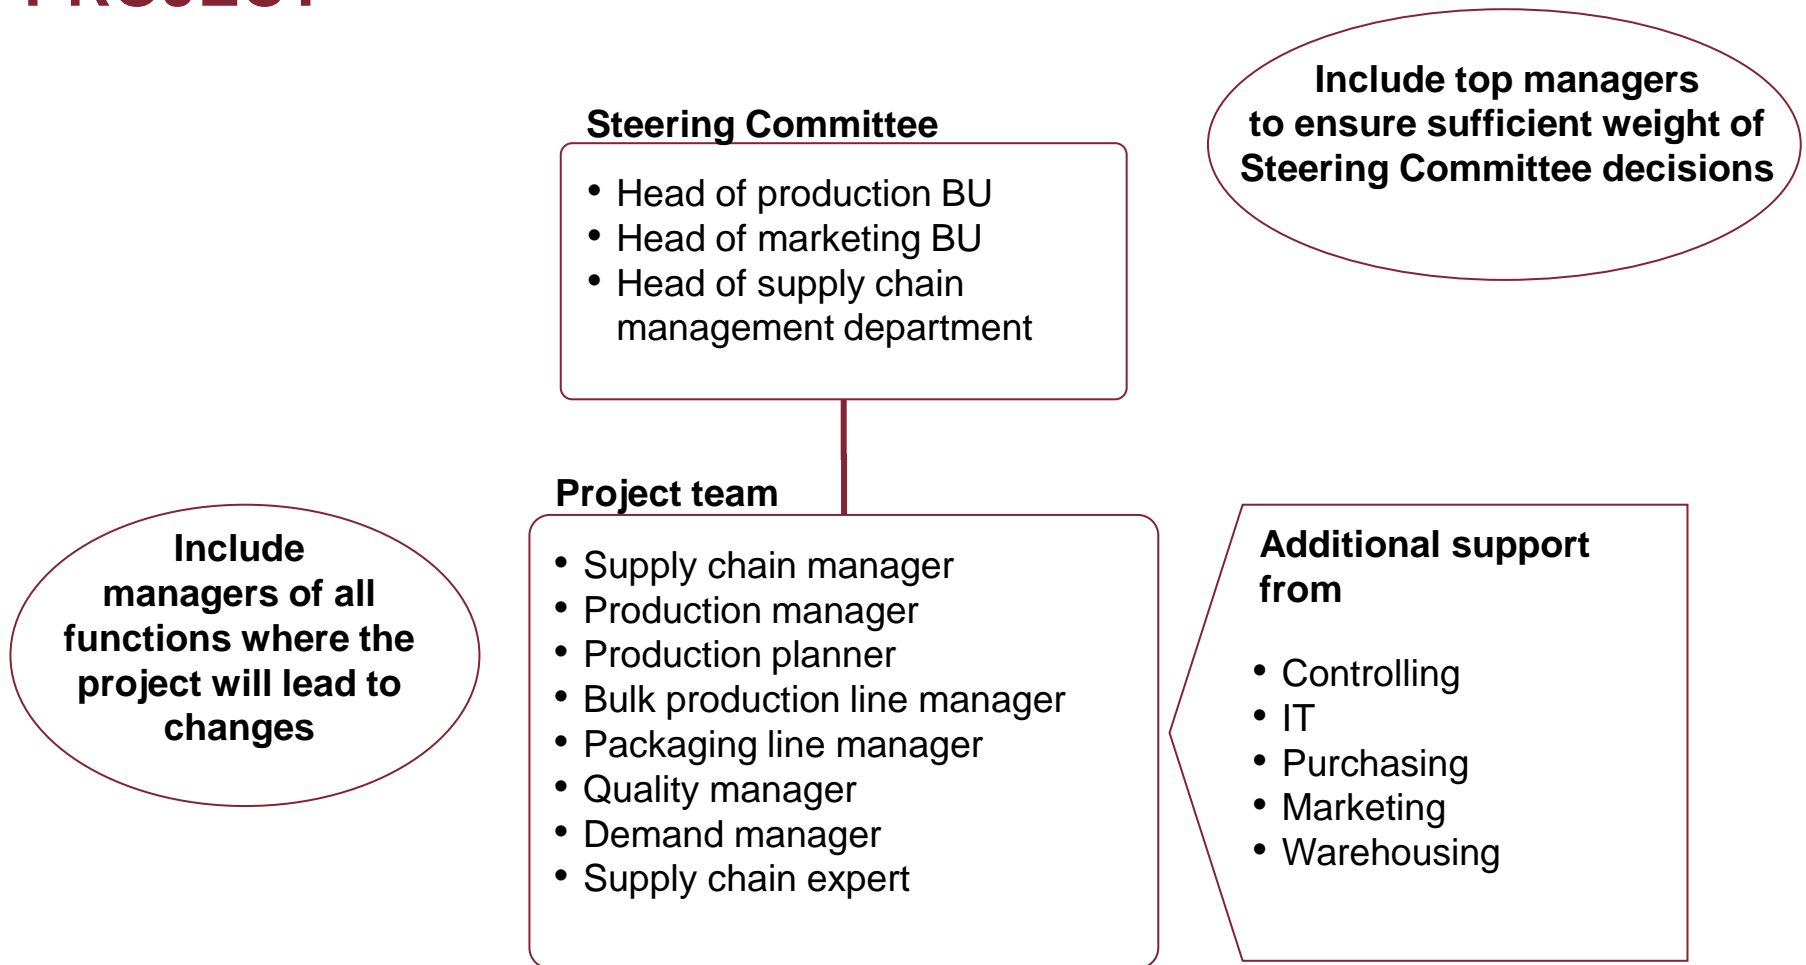 PROJECT
Include top managers
to ensure sufficient weight of
Steering Committee decisions
Steering Committee
• Head of production BU
• Head of marketing BU
• Head of supply chain
management department
Project team
• Supply chain manager
• Production manager
• Production planner
• Bulk production line manager
• Packaging line manager
• Quality manager
• Demand manager
• Supply chain expert
Include
managers of all
functions where the
project will lead to
changes
Additional support
from
• Controlling
• IT
• Purchasing
• Marketing
• Warehousing